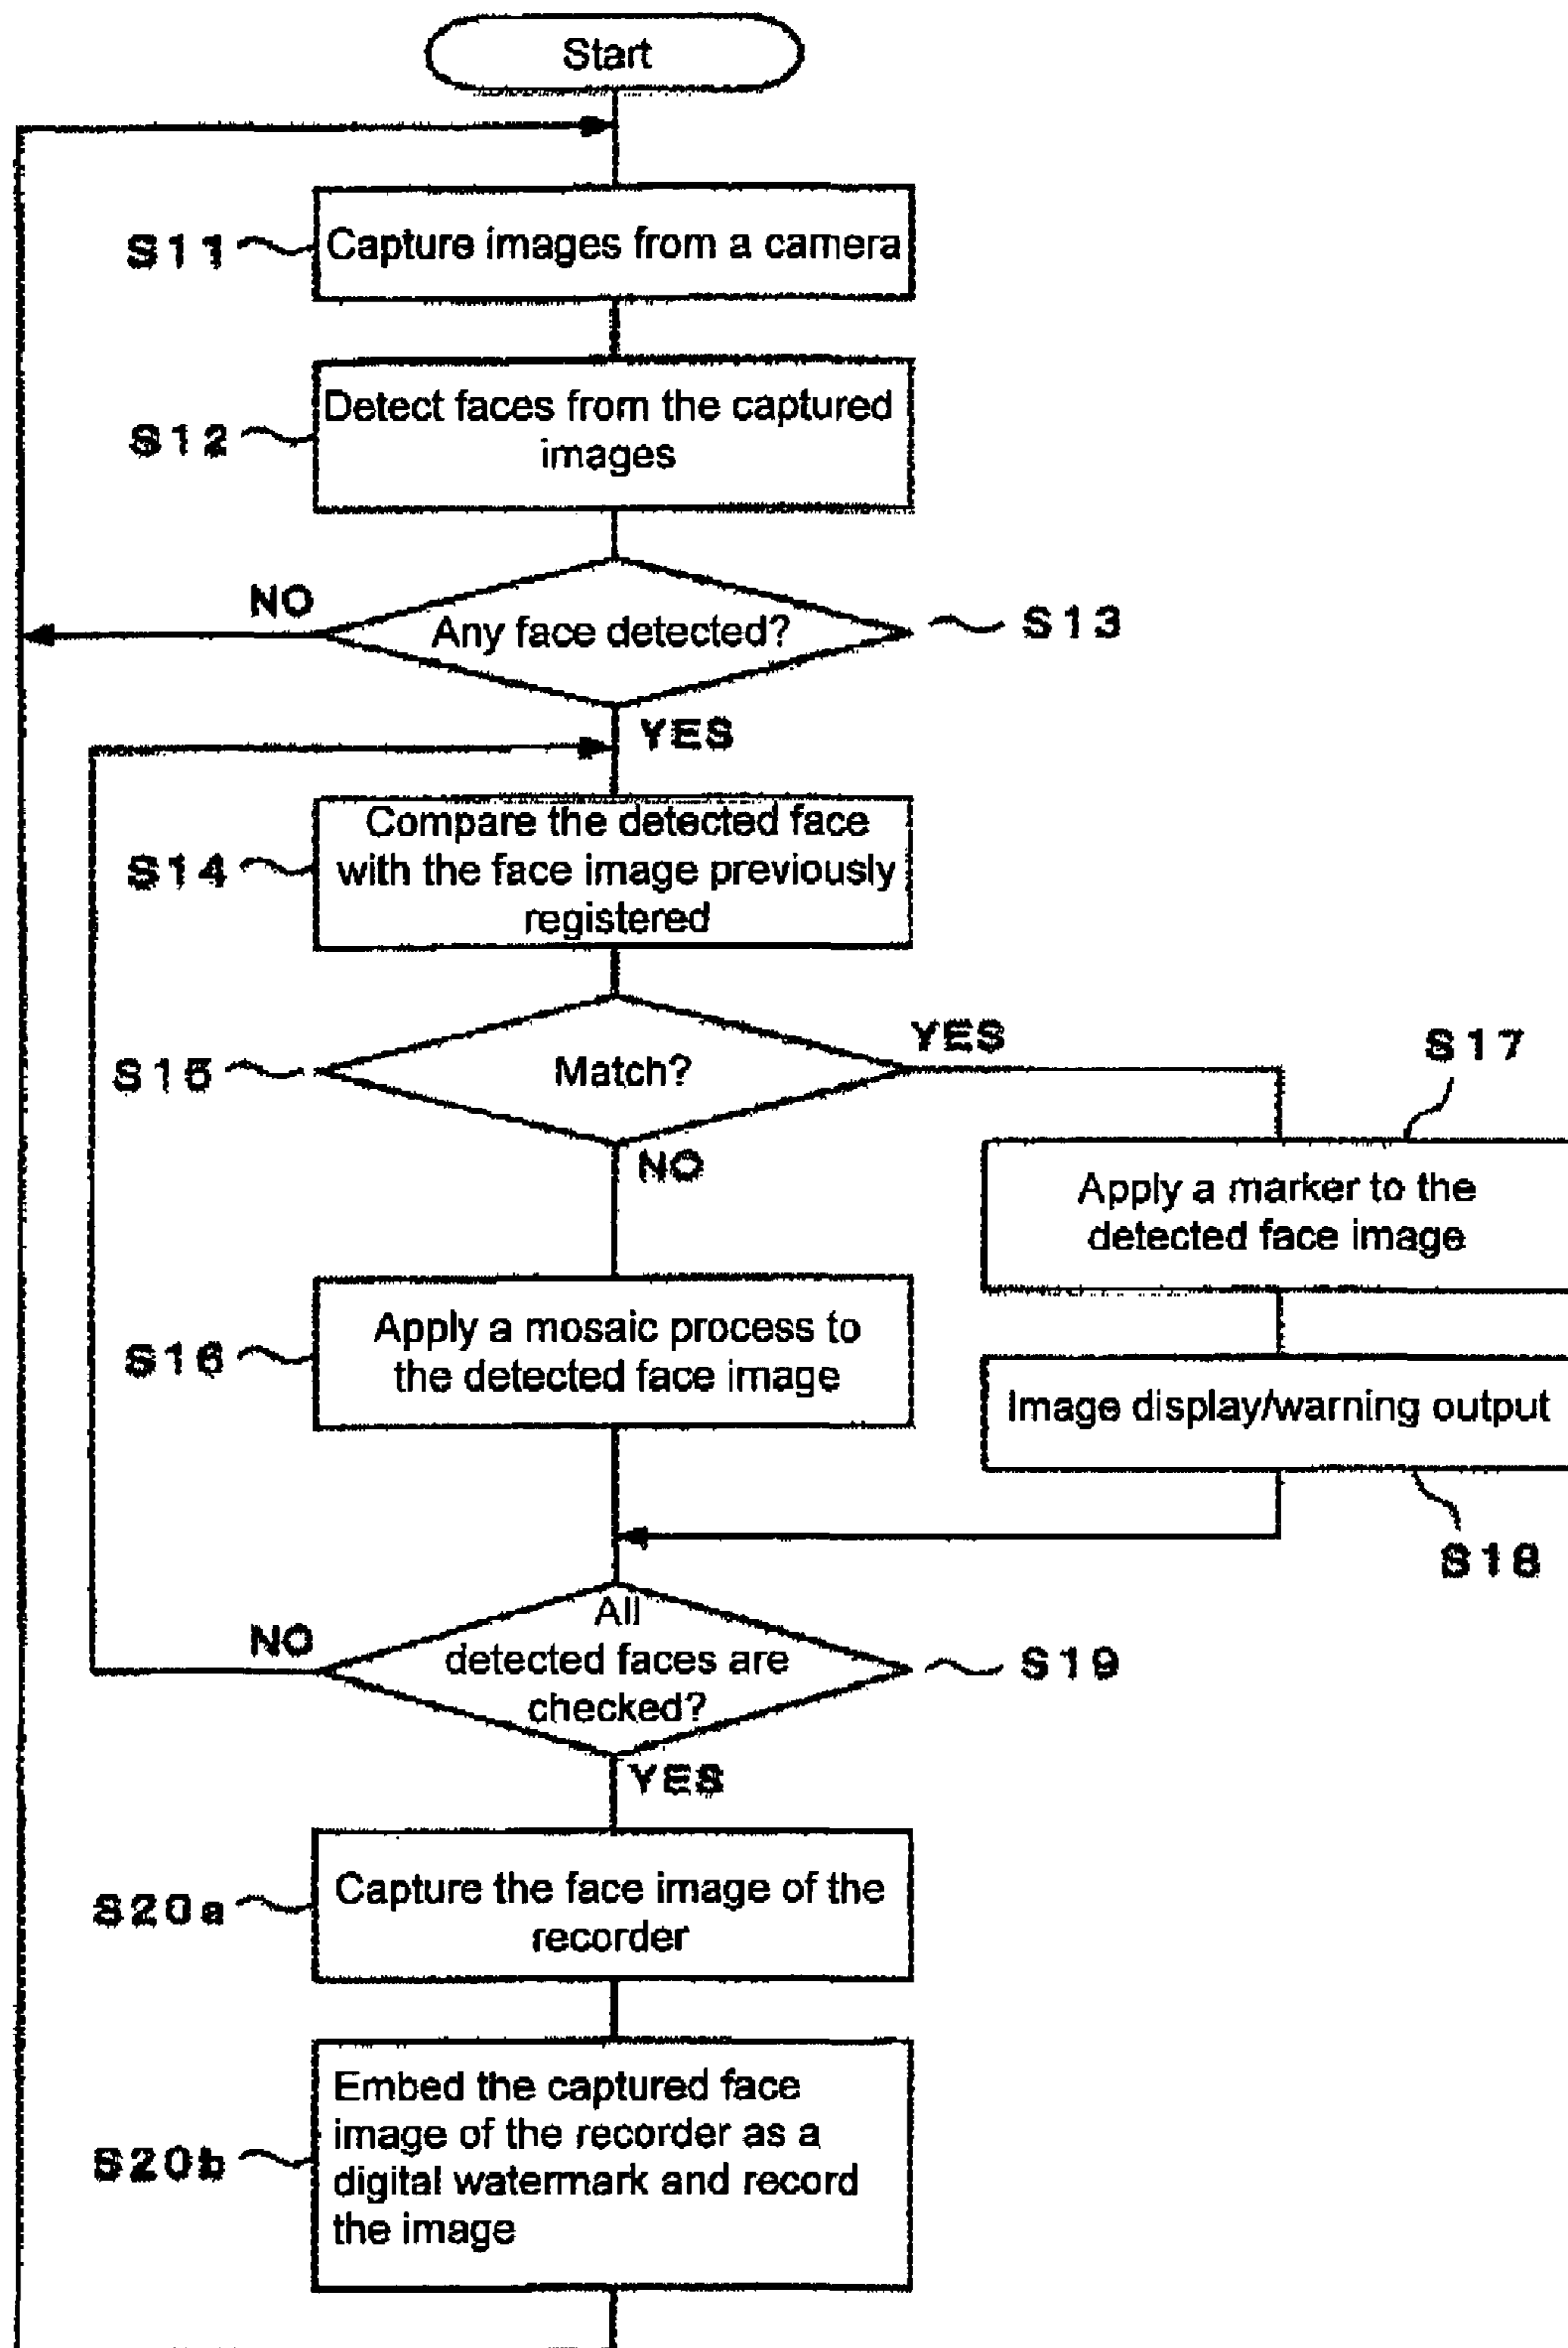 Start
S11
Capture images from a camera
S12
Detect faces from the captured
images
NO
Any face detected?
S13
YES
S14
Compare the detected face
with the face image previously
registered
S15
Match?
YES
NO
S17
Apply a marker to the
detected face image
S16
Apply a mosaic process to
the detected face image
Image display/warning output
S18
NO
All
detected faces are
checked?
S19
YES
S20a
Capture the face image of the
recorder
S20b
Embed the captured face
image of the recorder as a
digital watermark and record
the image